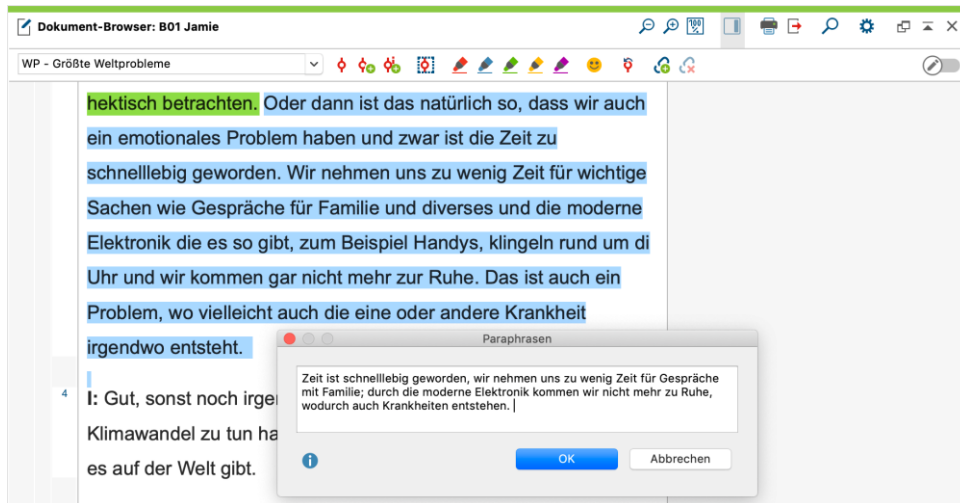 Dokument-Browser: B01 Jamie
100 %
WP - Größte Weltprobleme
hektisch betrachten. Oder dann ist das natürlich so, dass wir auch
ein emotionales Problem haben und zwar ist die Zeit zu
schnelllebig geworden. Wir nehmen uns zu wenig Zeit für wichtige
Sachen wie Gespräche für Familie und diverses und die moderne
Elektronik die es so gibt, zum Beispiel Handys, klingeln rund um di
Uhr und wir kommen gar nicht mehr zur Ruhe. Das ist auch ein
Problem, wo vielleicht auch die eine oder andere Krankheit
irgendwo entsteht.
Paraphrasen
Zeit ist schnelllebig geworden, wir nehmen uns zu wenig Zeit für Gespräche
mit Familie; durch die moderne Elektronik kommen wir nicht mehr zu Ruhe,
wodurch auch Krankheiten entstehen.
OK Abbrechen
4 I: Gut, sonst noch irge
Klimawandel zu tun ha
es auf der Welt gibt.